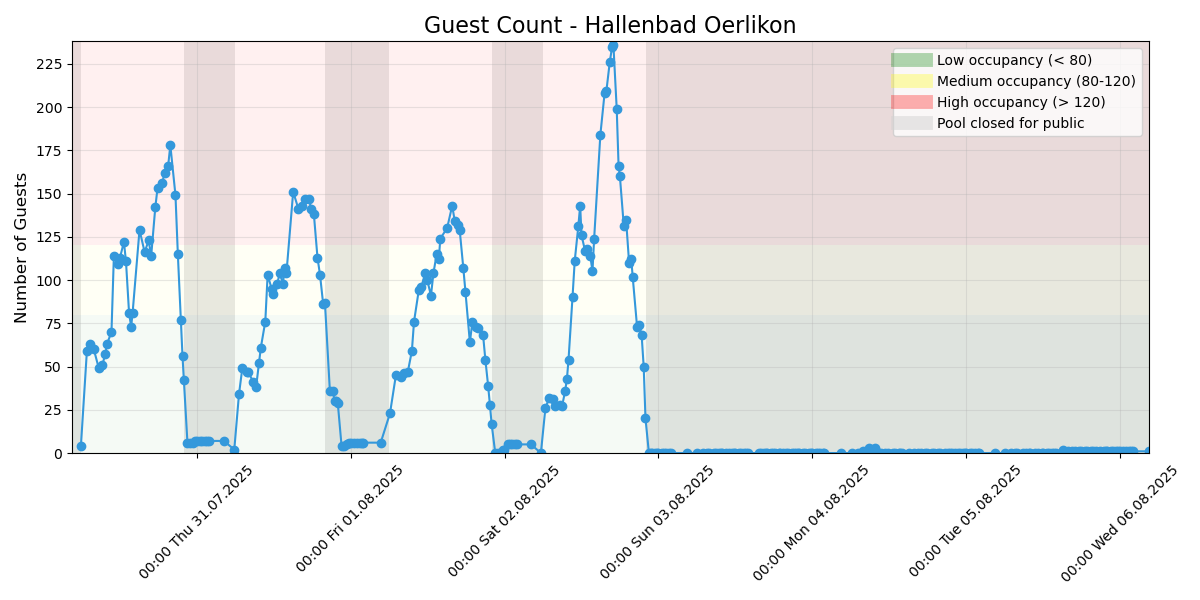 Guest Count - Hallenbad Oerlikon
Number of Guests
225
200
175
150
125
100
75
50
25
0
Low occupancy (< 80)
Medium occupancy (80-120)
High occupancy (> 120)
Pool closed for public
00:00 Thu 31.07.2025
00:00 Fri 01.08.2025
00:00 Sat 02.08.2025
00:00 Sun 03.08.2025
00:00 Mon 04.08.2025
00:00 Tue 05.08.2025
00:00 Wed 06.08.2025